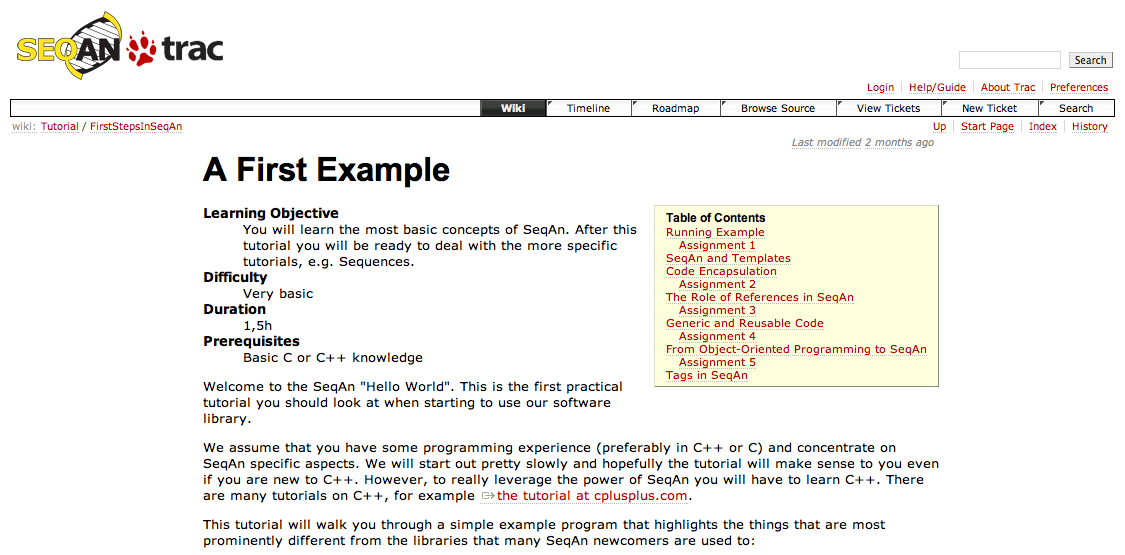 SEQAN trac
Search
Login Help/Guide About Trac Preferences
Wiki Timeline Roadmap Browse Source View Tickets New Ticket Search
wiki: Tutorial / FirstStepsInSeqAn
Up Start Page Index History
Last modified 2 months ago
A First Example
Learning Objective
You will learn the most basic concepts of SeqAn. After this
tutorial you will be ready to deal with the more specific
tutorials, e.g. Sequences.
Difficulty
Very basic
Duration
1,5h
Prerequisites
Basic C or C++ knowledge
Table of Contents
Running Example
Assignment 1
SeqAn and Templates
Code Encapsulation
Assignment 2
The Role of References in SeqAn
Assignment 3
Generic and Reusable Code
Assignment 4
From Object-Oriented Programming to SeqAn
Assignment 5
Tags in SeqAn
Welcome to the SeqAn "Hello World". This is the first practical
tutorial you should look at when starting to use our software
library.
We assume that you have some programming experience (preferably in C++ or C) and concentrate on
SeqAn specific aspects. We will start out pretty slowly and hopefully the tutorial will make sense to you even
if you are new to C++. However, to really leverage the power of SeqAn you will have to learn C++. There
are many tutorials on C++, for example the tutorial at cplusplus.com.
This tutorial will walk you through a simple example program that highlights the things that are most
prominently different from the libraries that many SeqAn newcomers are used to: